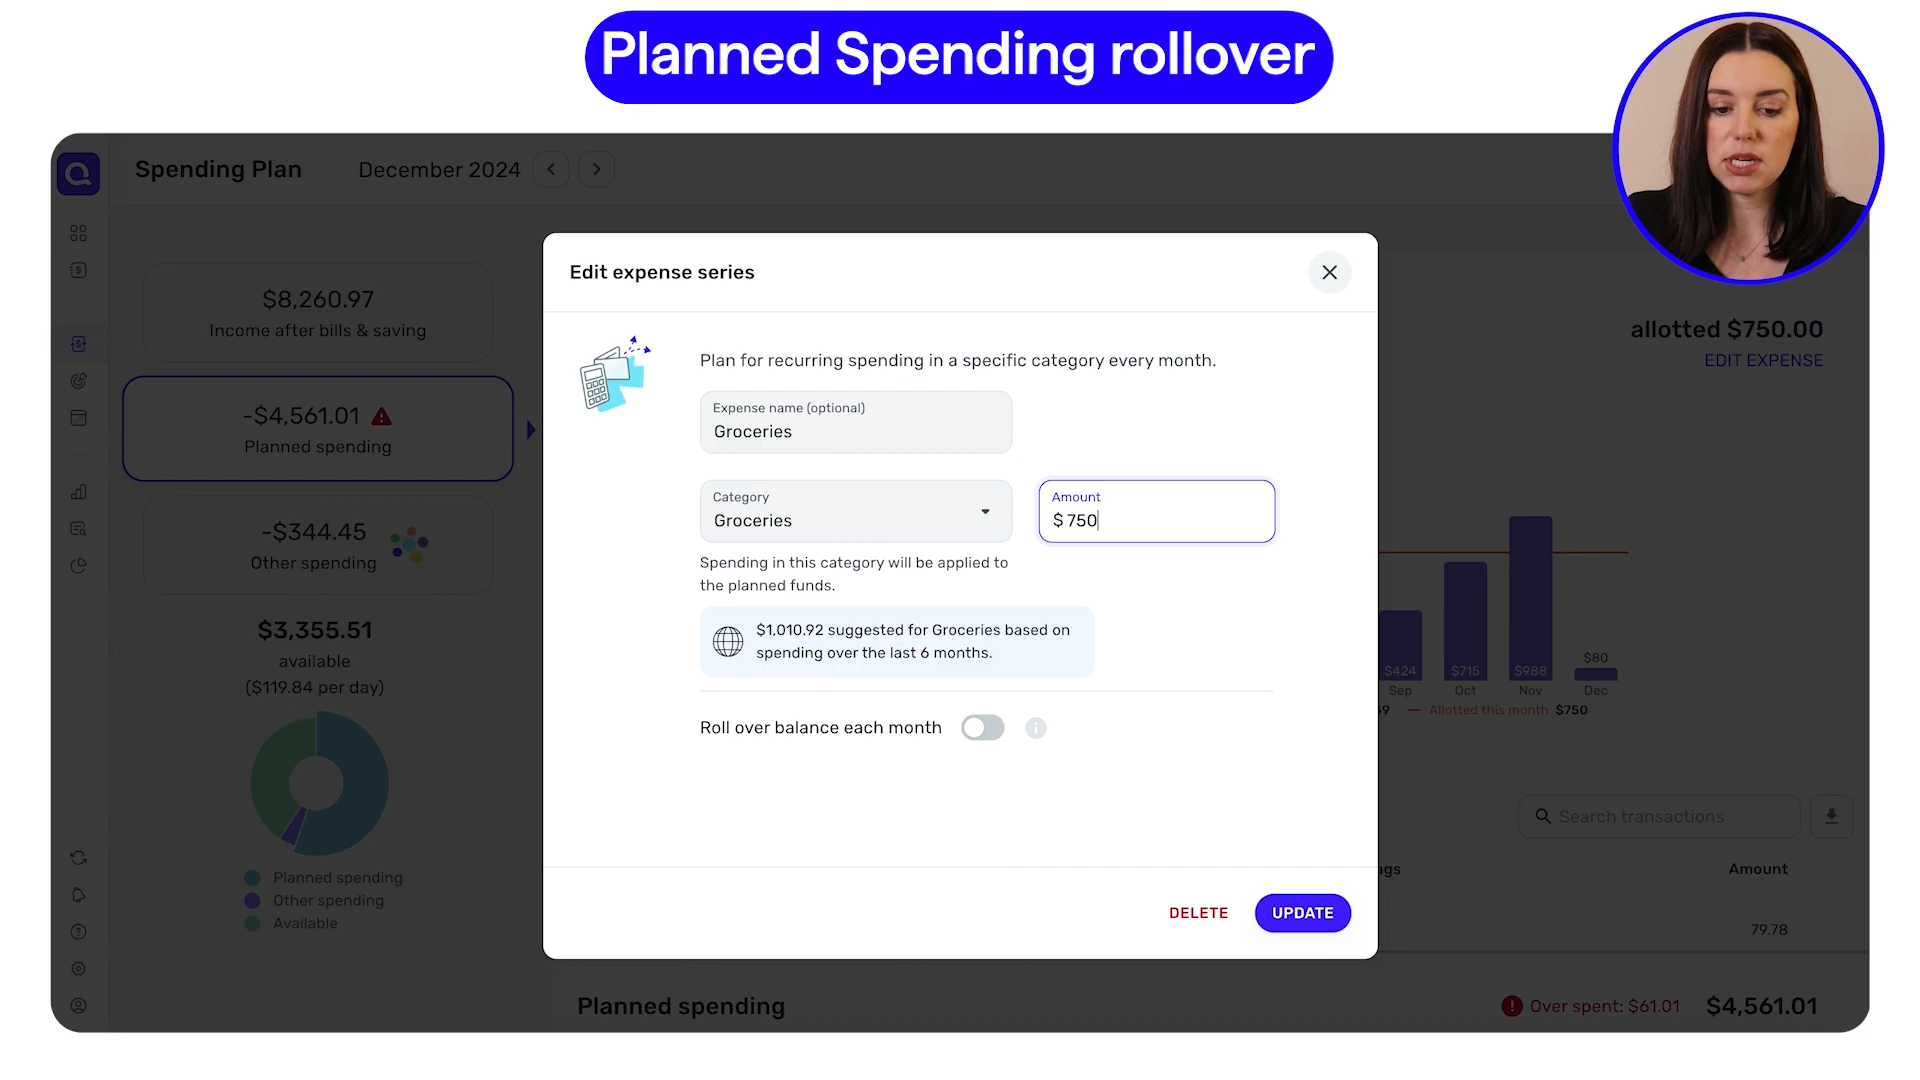 Planned Spending rollover
Spending Plan
December 2024
$8,260.97
Income after bills & saving
-$4,561.01
Planned spending
-$344.45
Other spending
$3,355.51
available
($119.84 per day)
Planned spending
Other spending
Available
Edit expense series
Plan for recurring spending in a specific category every month.
Expense name (optional)
Groceries
Category
Groceries
Amount
$ 750
Spending in this category will be applied to
the planned funds.
$1,010.92 suggested for Groceries based on
spending over the last 6 months.
Roll over balance each month
DELETE
UPDATE
allotted $750.00
EDIT EXPENSE
$424
$715
$988
$80
Sep
Oct
Nov
Dec
Allotted this month $750
Search transactions
Amount
79.78
Planned spending
Over spent: $61.01
$4,561.01